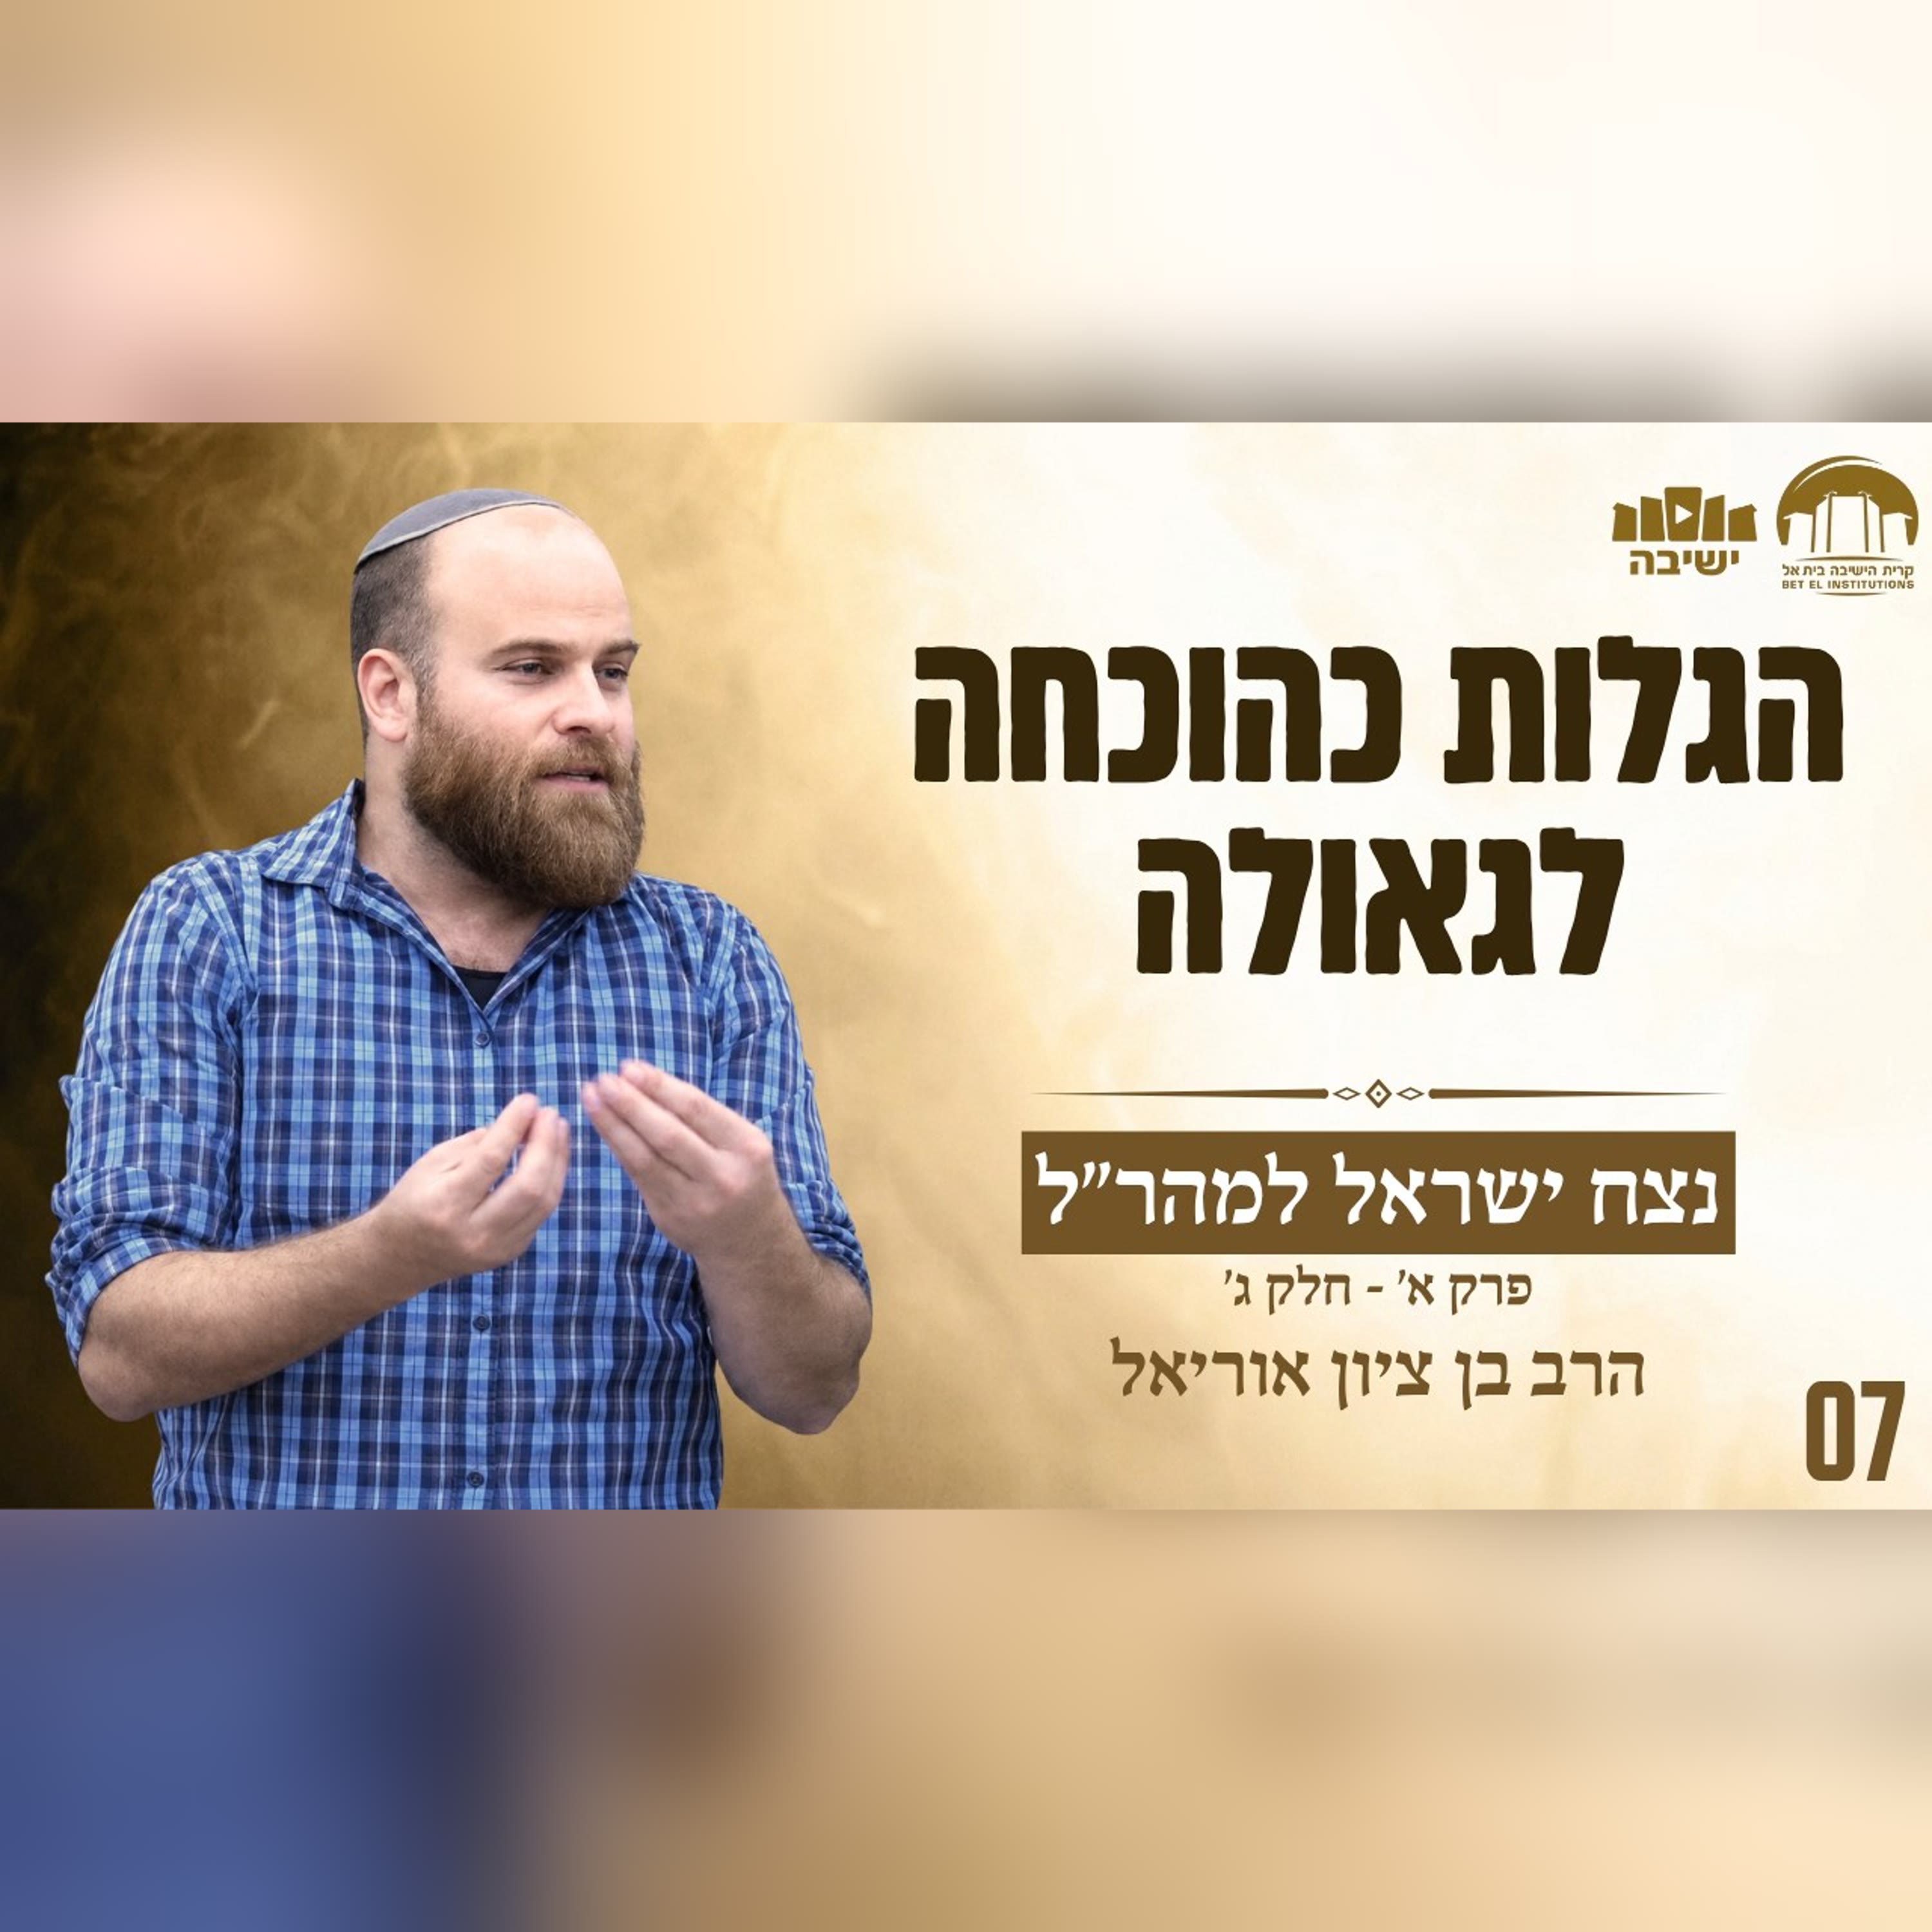 ישיבה
קרית הישיבה בית אל
BET EL INSTITUTIONS
הגלות כהוכחה
לגאולה
נצח ישראל למהר"ל
פרק א' - חלק ג'
הרב בן ציון אוריאל
07